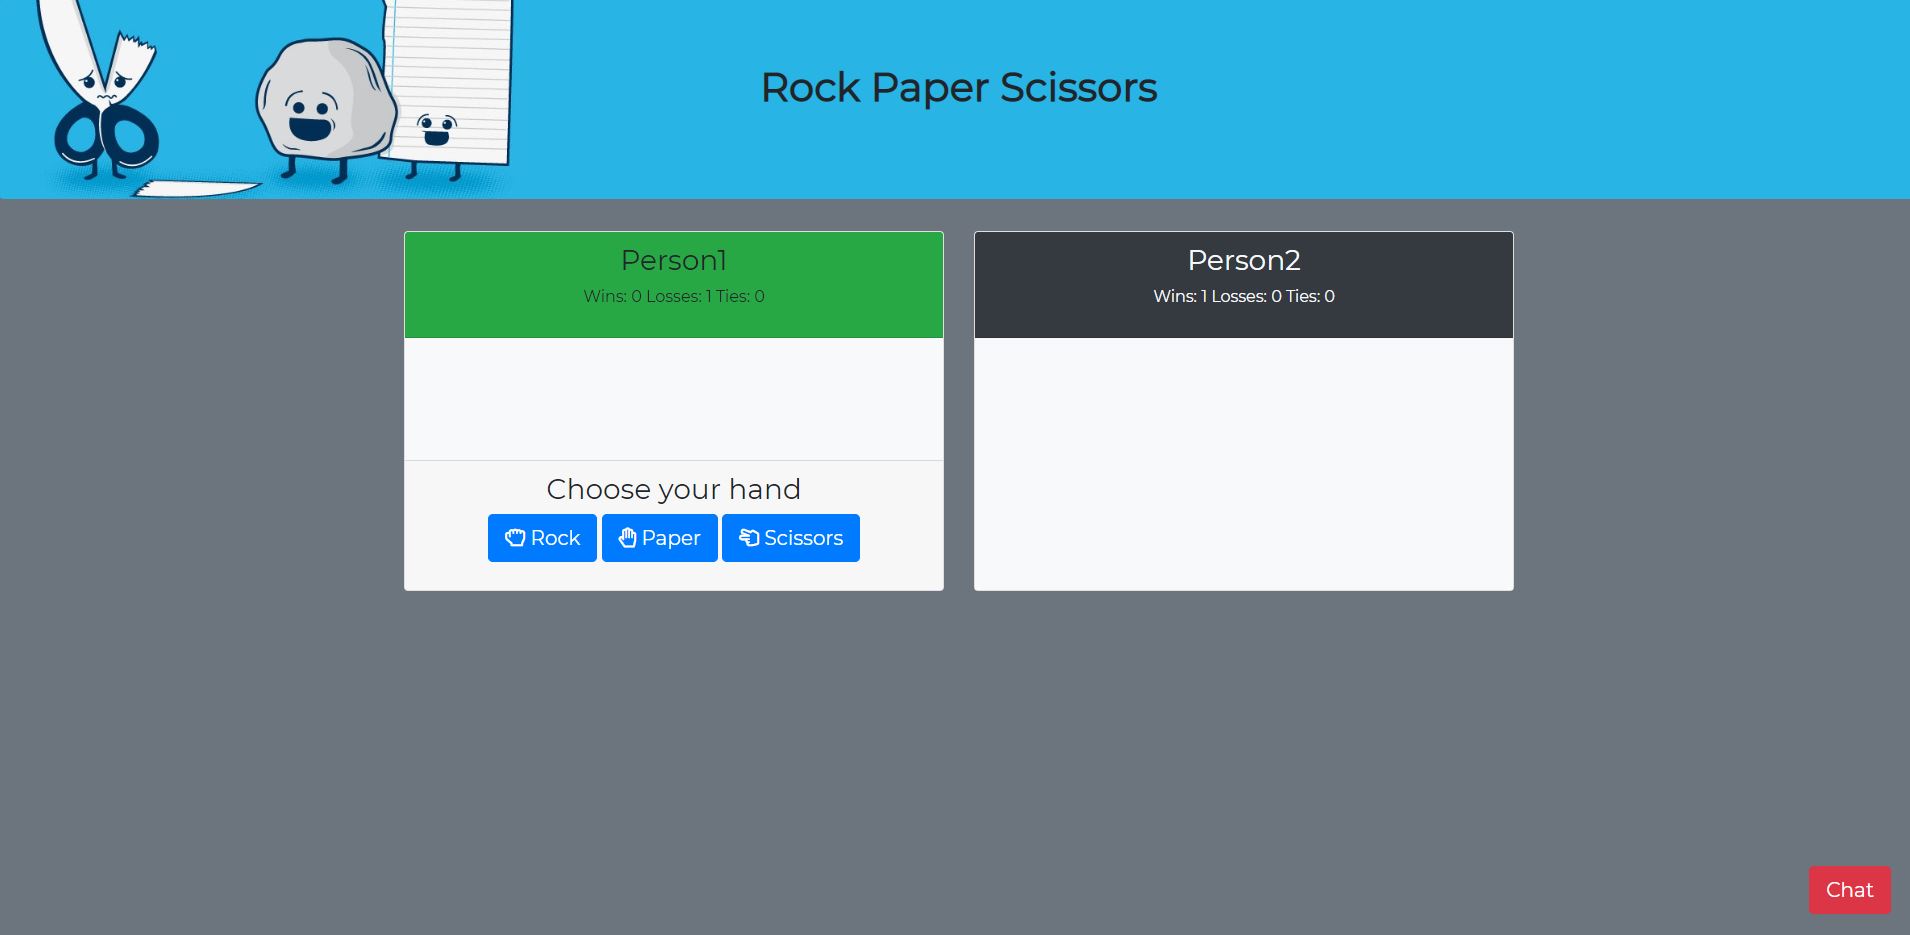 Rock Paper Scissors
Person1
Wins: 0 Losses: 1 Ties: 0
Choose your hand
Rock
Paper
Scissors
Person2
Wins: 1 Losses: 0 Ties: 0
Chat